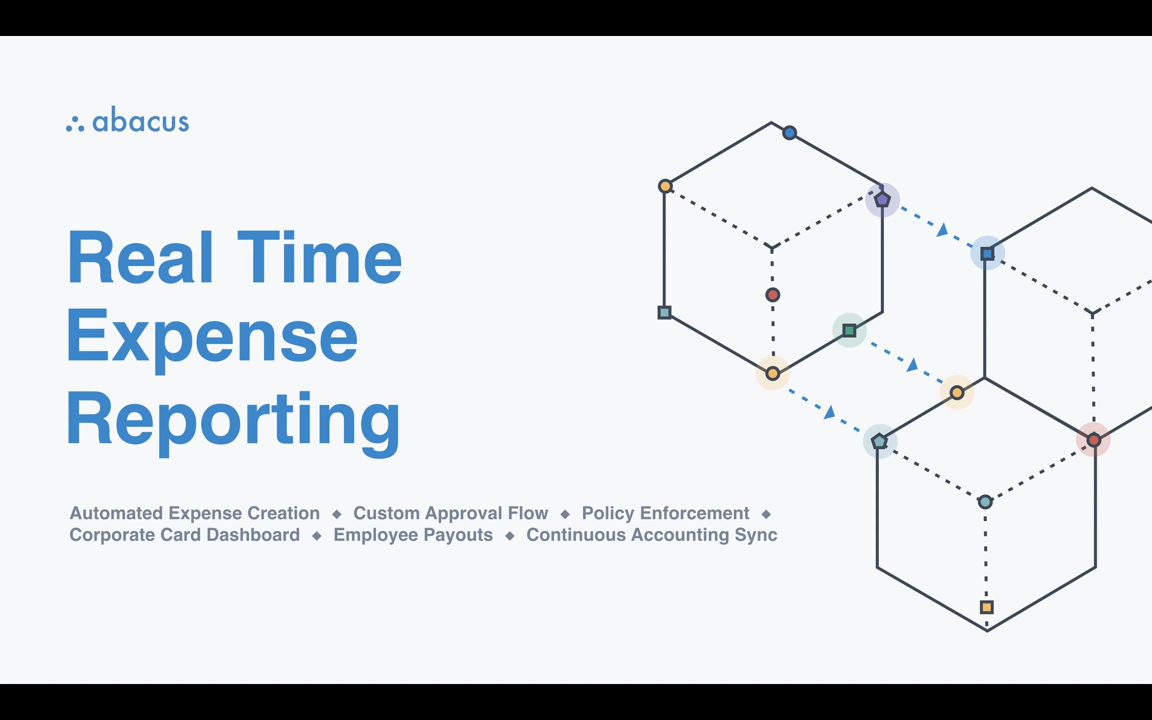 abacus
Real Time
Expense
Reporting
Automated Expense Creation ◆ Custom Approval Flow ◆ Policy Enforcement ◆
Corporate Card Dashboard ◆ Employee Payouts ◆ Continuous Accounting Sync